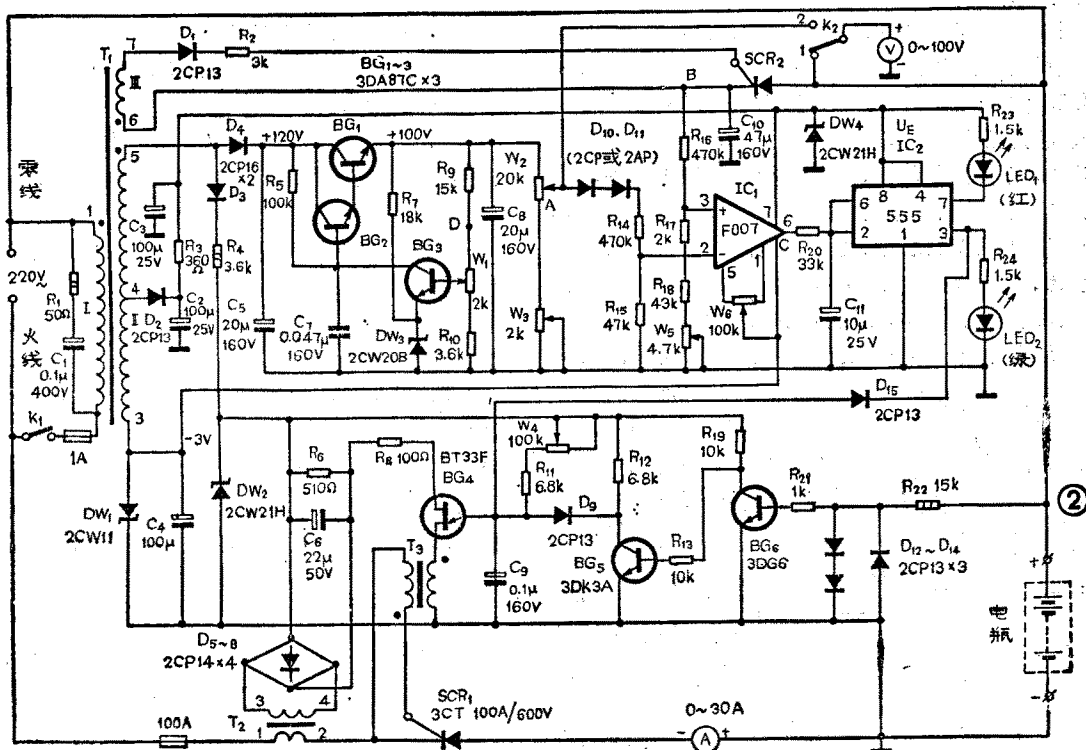 T₁
7
D₁
2CP13
R₂
3k
BG₁~₃
3DA87C×3
2
K₂
1
+
V
-
0~100V
SCR₂
B
Ⅲ
6
零线
220V~
火线
1
R₁
50Ω
C₁
0.1μ
400V
K₁
1A
Ⅰ
Ⅱ
5
4
3
C₃
100μ
25V
D₄
2CP16
×2
D₃
R₃
360
Ω
R₄
3.6k
C₂
100μ
25V
D₂
2CP13
+120V
R₅
100k
BG₁
+100V
BG₂
R₇
18k
BG₃
R₉
15k
D
W₁
2k
R₁₀
3.6k
C₅
20μ
160V
C₇
0.047μ
160V
DW₃
2CW20B
C₈
20μ
160V
W₂
20k
A
W₃
2k
D₁₀、D₁₁
(2CP或2AP)
R₁₄
470k
R₁₅
47k
R₁₆
470k
R₁₇
2k
R₁₈
43k
W₅
4.7k
C₁₀
47μ
160V
IC₁
F007
3
+
2
-
7
6
C
5
1
W₆
100k
R₂₀
33k
C₁₁
10μ
25V
DW₄
2CW21H
U_E
IC₂
8
4
6
2
555
7
3
1
R₂₃
1.5k
LED₁
(红)
R₂₄
1.5k
LED₂
(绿)
D₁₅
2CP13
-3V
DW₁
2CW11
C₄
100μ
DW₂
2CW21H
R₆
510Ω
C₆
22μ
50V
R₈ 100Ω
BT33F
BG₄
W₄
100k
R₁₁
6.8k
D₉
2CP13
R₁₂
6.8k
BG₅
3DK3A
R₁₃
10k
R₁₉
10k
BG₆
3DG6
R₂₁
1k
R₂₂ 15k
D₁₂~D₁₄
2CP13×3
②
C₉
0.1μ
160V
T₃
D₅~₈
2CP14×4
3
4
T₂
1
2
100A
SCR₁
3CT 100A/600V
0~30A
A
+
+
电瓶
-